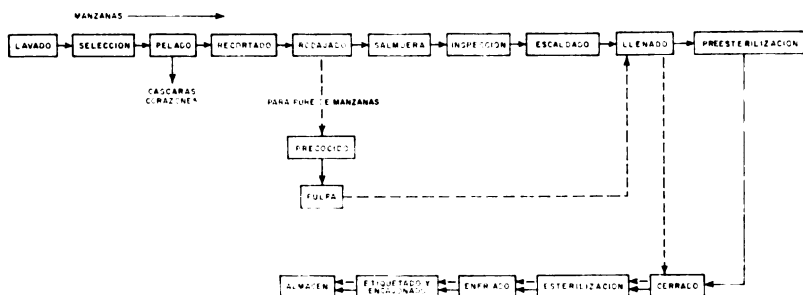 MANZANAS
LAVADO
SELECCION
PELADO
RECORTADO
RODAJADO
SALMUERA
INSPECCION
ESCALDADO
LLENADO
PREESTERILIZACION
CASCARAS
CORAZONES
PARA PURE DE MANZANAS
PRECOCIDO
PULPA
ALMACEN
ETIQUETADO Y
ENCAJONADO
ENFRIADO
ESTERILIZACION
CERRADO